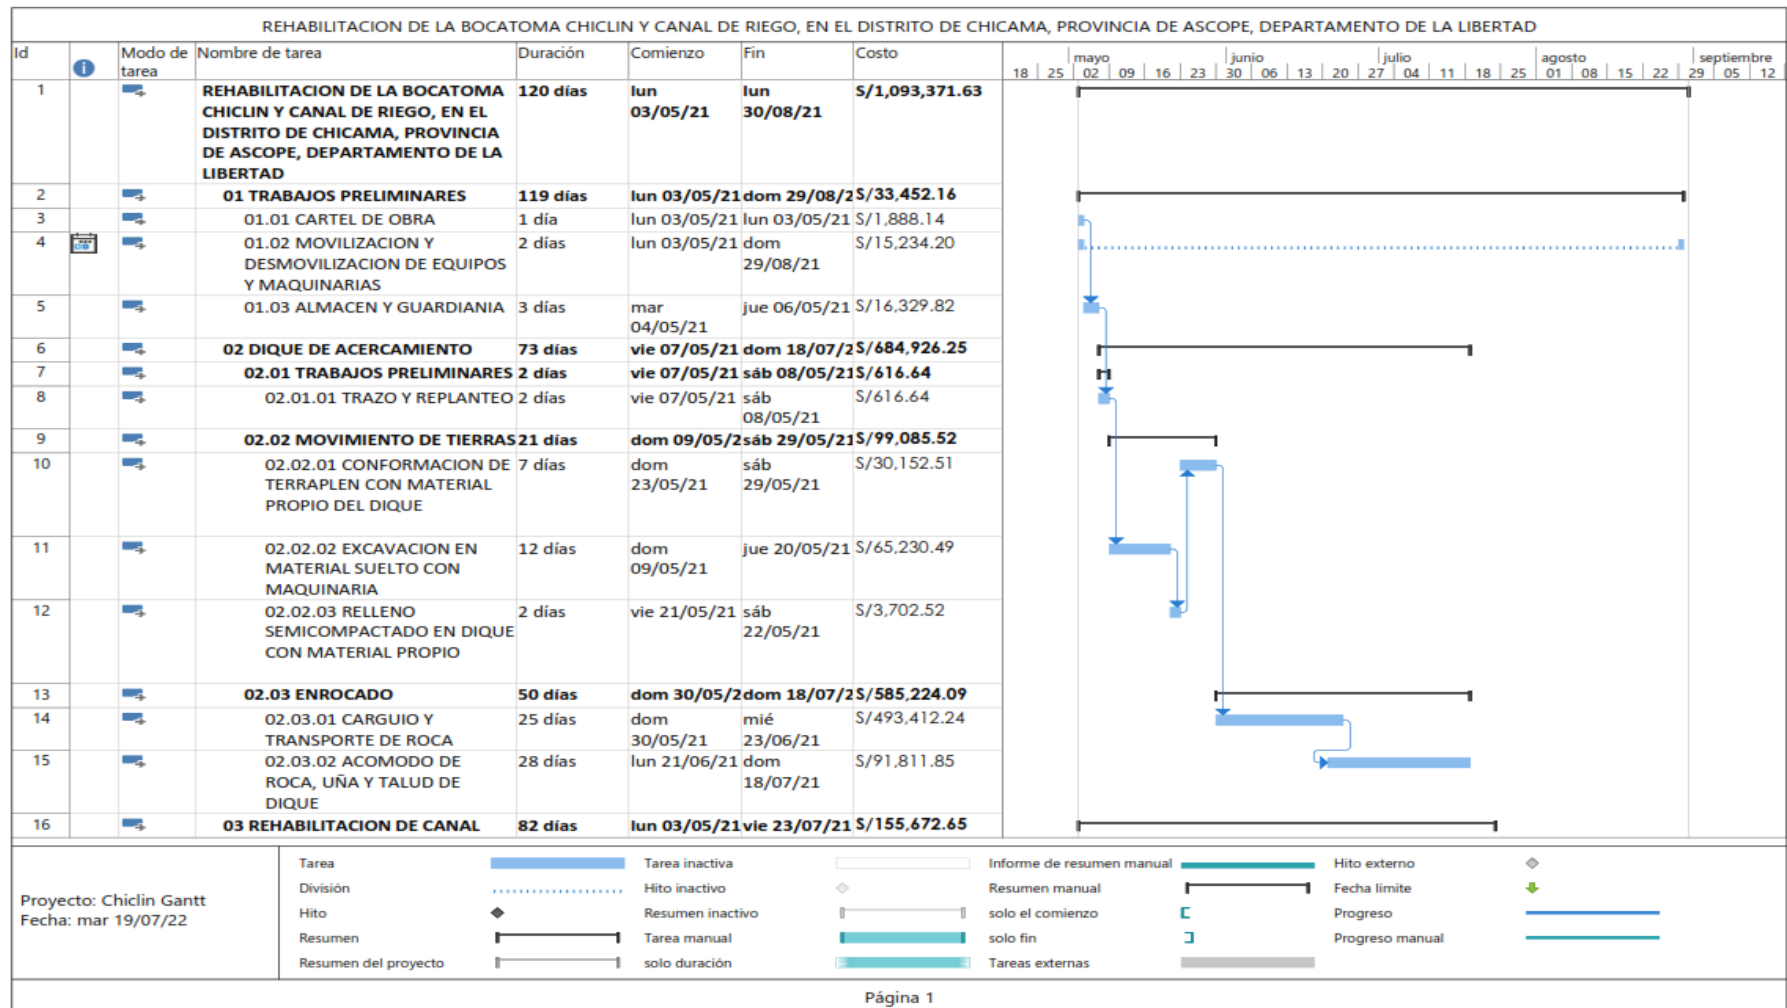 REHABILITACION DE LA BOCATOMA CHICLIN Y CANAL DE RIEGO, EN EL DISTRITO DE CHICAMA, PROVINCIA DE ASCOPE, DEPARTAMENTO DE LA LIBERTAD
Id
Modo de tarea
Nombre de tarea
Duración
Comienzo
Fin
Costo
mayo junio julio agosto septiembre
18 25 02 09 16 23 30 06 13 20 27 04 11 18 25 01 08 15 22 29 05 12
1 REHABILITACION DE LA BOCATOMA 120 días lun lun S/1,093,371.63
CHICLIN Y CANAL DE RIEGO, EN EL 03/05/21 30/08/21
DISTRITO DE CHICAMA, PROVINCIA
DE ASCOPE, DEPARTAMENTO DE LA
LIBERTAD
2 01 TRABAJOS PRELIMINARES 119 días lun 03/05/21 dom 29/08/2 S/33,452.16
3 01.01 CARTEL DE OBRA 1 día lun 03/05/21 lun 03/05/21 S/1,888.14
4 01.02 MOVILIZACION Y 2 días lun 03/05/21 dom S/15,234.20
DESMOVILIZACION DE EQUIPOS 29/08/21
Y MAQUINARIAS
5 01.03 ALMACEN Y GUARDIANIA 3 días mar jue 06/05/21 S/16,329.82
04/05/21
6 02 DIQUE DE ACERCAMIENTO 73 días vie 07/05/21 dom 18/07/2 S/684,926.25
7 02.01 TRABAJOS PRELIMINARES 2 días vie 07/05/21 sáb 08/05/21 S/616.64
8 02.01.01 TRAZO Y REPLANTEO 2 días vie 07/05/21 sáb S/616.64
08/05/21
9 02.02 MOVIMIENTO DE TIERRAS 21 días dom 09/05/2 sáb 29/05/21 S/99,085.52
10 02.02.01 CONFORMACION DE 7 días dom sáb S/30,152.51
TERRAPLEN CON MATERIAL 23/05/21 29/05/21
PROPIO DEL DIQUE
11 02.02.02 EXCAVACION EN 12 días dom jue 20/05/21 S/65,230.49
MATERIAL SUELTO CON 09/05/21
MAQUINARIA
12 02.02.03 RELLENO 2 días vie 21/05/21 sáb S/3,702.52
SEMICOMPACTADO EN DIQUE 22/05/21
CON MATERIAL PROPIO
13 02.03 ENROCADO 50 días dom 30/05/2 dom 18/07/2 S/585,224.09
14 02.03.01 CARGUIO Y 25 días dom mié S/493,412.24
TRANSPORTE DE ROCA 30/05/21 23/06/21
15 02.03.02 ACOMODO DE 28 días lun 21/06/21 dom S/91,811.85
ROCA, UÑA Y TALUD DE 18/07/21
DIQUE
16 03 REHABILITACION DE CANAL 82 días lun 03/05/21 vie 23/07/21 S/155,672.65
Proyecto: Chiclin Gantt
Fecha: mar 19/07/22
Tarea
División
Hito
Resumen
Resumen del proyecto
Tarea inactiva
Hito inactivo
Resumen inactivo
Tarea manual
solo duración
Informe de resumen manual
Resumen manual
solo el comienzo
solo fin
Tareas externas
Hito externo
Fecha límite
Progreso
Progreso manual
Página 1